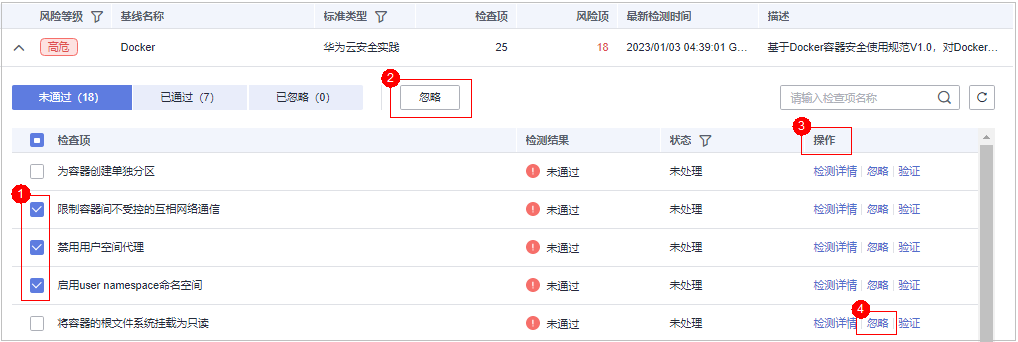 风险等级 基线名称 标准类型 检查项 风险项 最新检测时间 描述
高危 Docker 华为云安全实践 25 18 2023/01/03 04:39:01 G... 基于Docker容器安全使用规范V1.0，对Docker...
未通过（18） 已通过（7） 已忽略（0） 2 忽略 请输入检查项名称
检查项 检测结果 状态 3 操作
为容器创建单独分区 未通过 未处理 检测详情 忽略 验证
1 限制容器间不受控的互相网络通信 未通过 未处理 检测详情 忽略 验证
禁用用户空间代理 未通过 未处理 检测详情 忽略 验证
启用user namespace命名空间 未通过 未处理 检测详情 忽略 验证
将容器的根文件系统挂载为只读 未通过 未处理 检测详情 4 忽略 验证